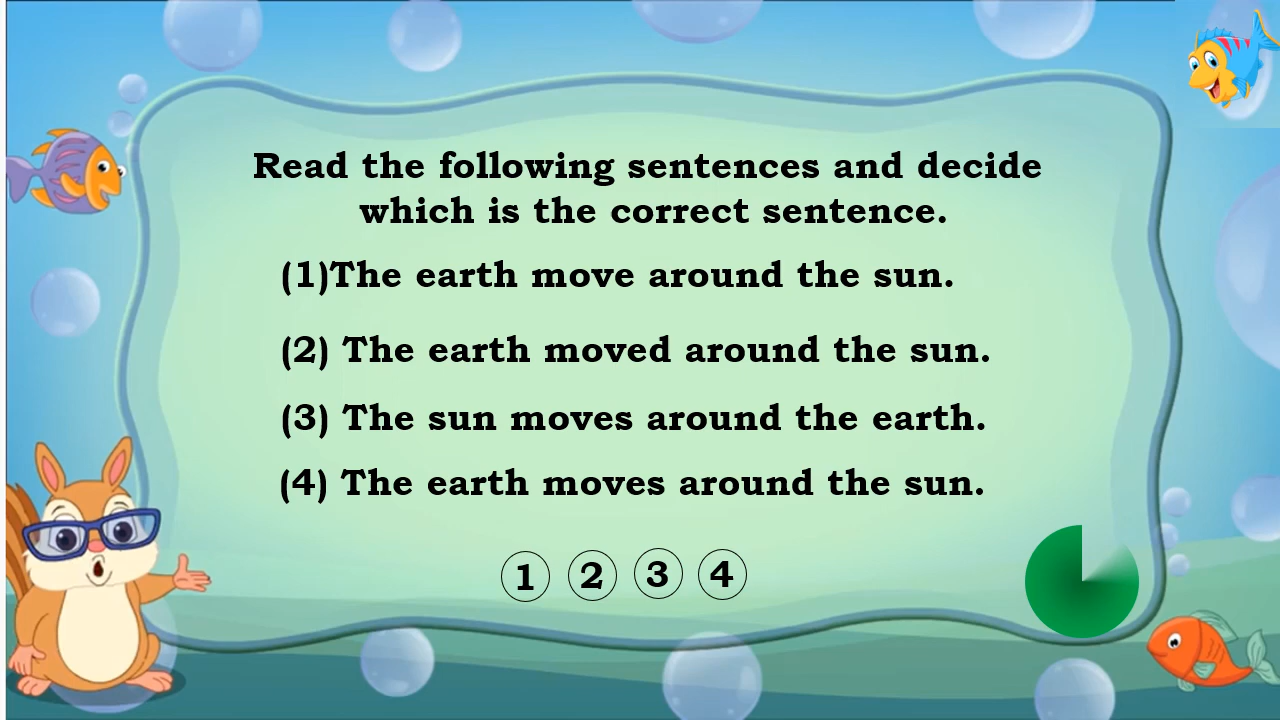 Read the following sentences and decide
which is the correct sentence.
(1)The earth move around the sun.
(2) The earth moved around the sun.
(3) The sun moves around the earth.
(4) The earth moves around the sun.
1 2 3 4